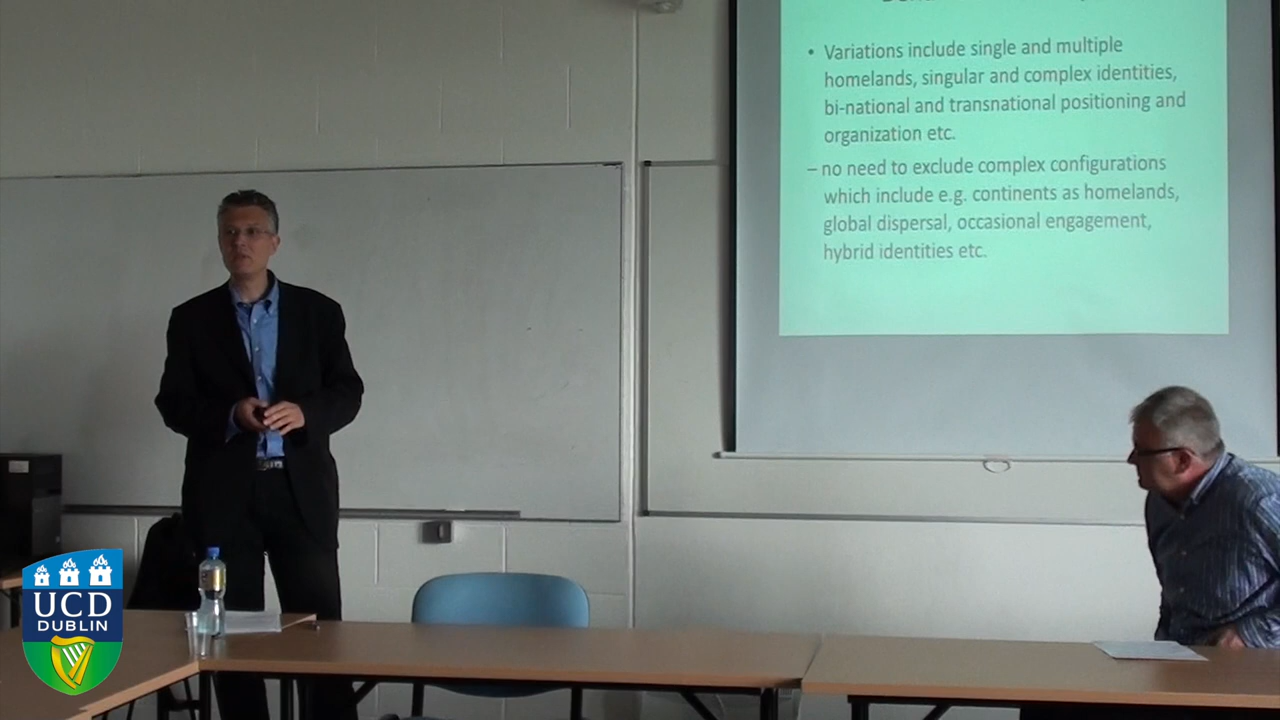 • Variations include single and multiple
homelands, singular and complex identities,
bi-national and transnational positioning and
organization etc.
– no need to exclude complex configurations
which include e.g. continents as homelands,
global dispersal, occasional engagement,
hybrid identities etc.
UCD
DUBLIN